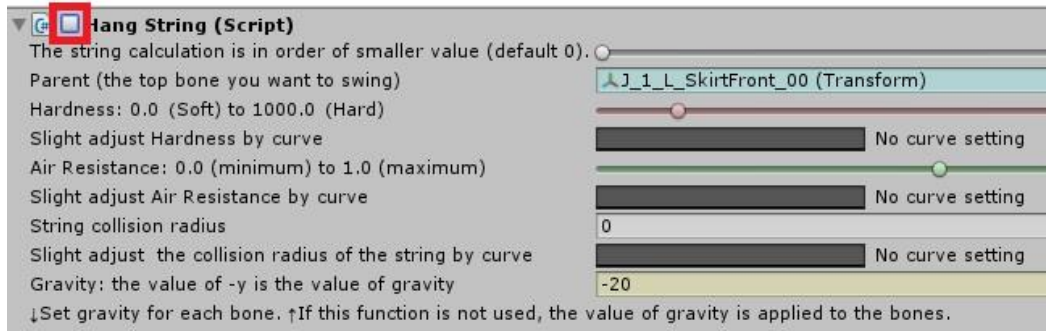 Hang String (Script)
The string calculation is in order of smaller value (default 0).
Parent (the top bone you want to swing) J_1_L_SkirtFront_00 (Transform)
Hardness: 0.0 (Soft) to 1000.0 (Hard)
Slight adjust Hardness by curve No curve setting
Air Resistance: 0.0 (minimum) to 1.0 (maximum)
Slight adjust Air Resistance by curve No curve setting
String collision radius 0
Slight adjust the collision radius of the string by curve No curve setting
Gravity: the value of -y is the value of gravity -20
↓Set gravity for each bone. ↑If this function is not used, the value of gravity is applied to the bones.